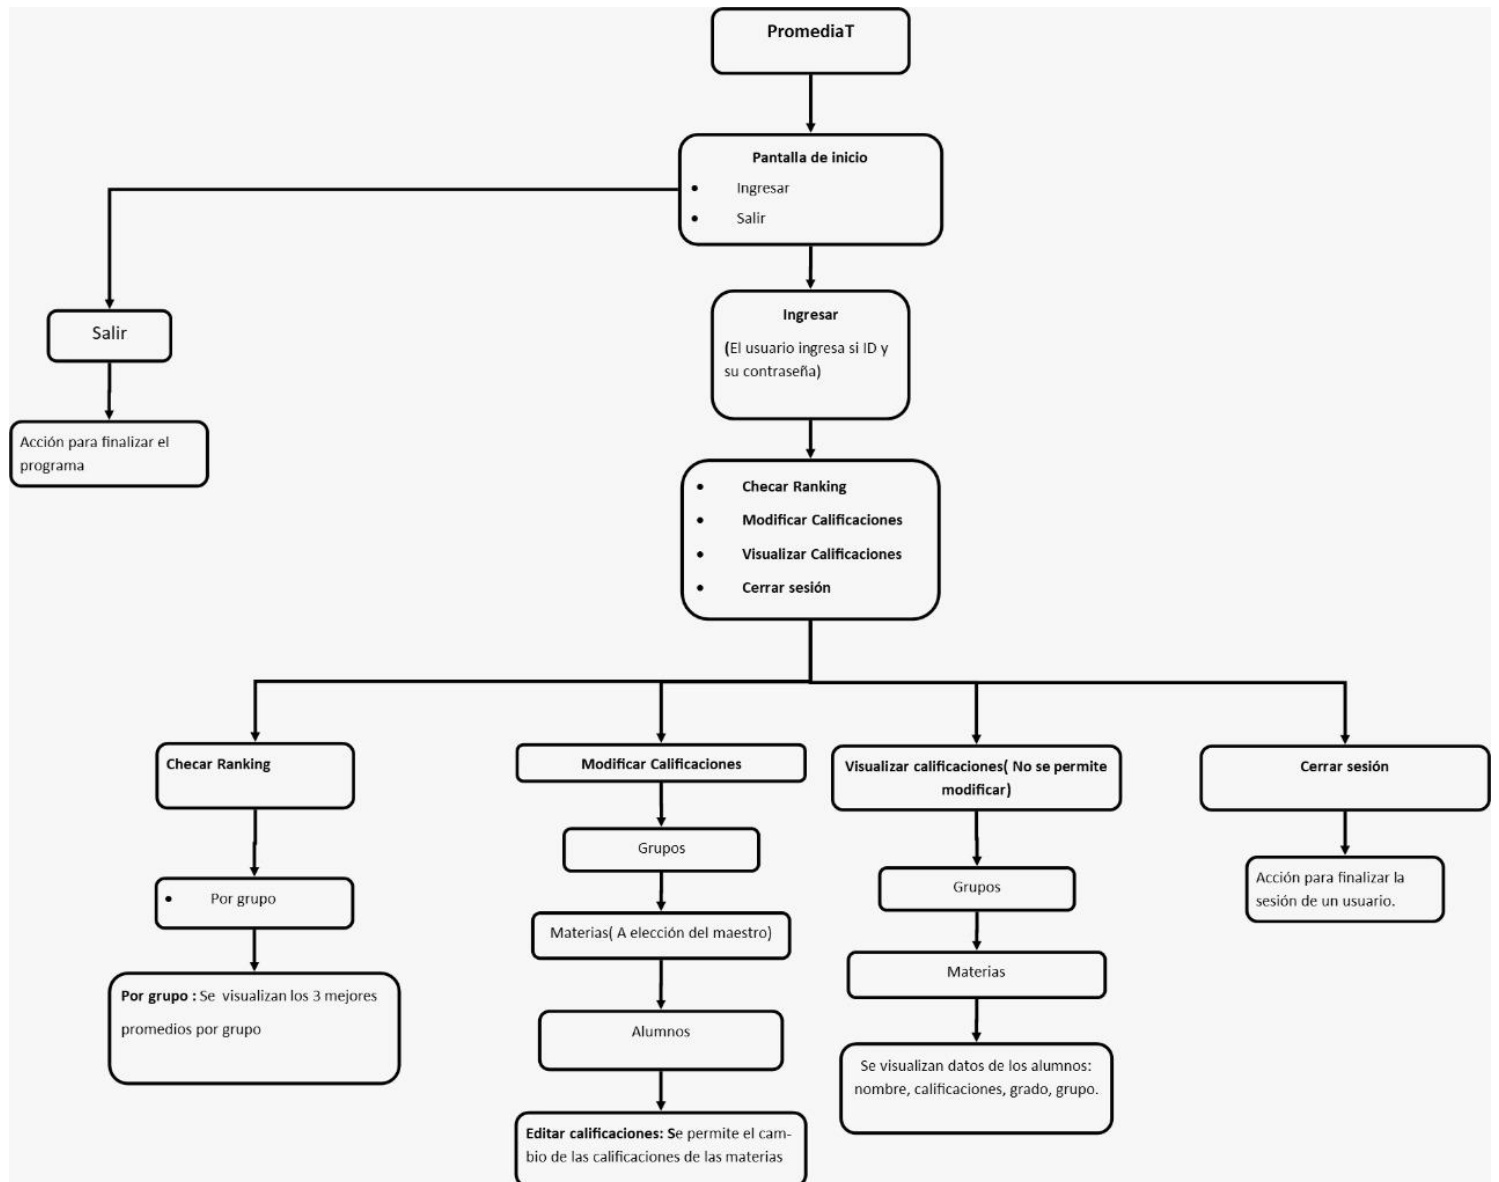 PromediaT
Pantalla de inicio
• Ingresar
• Salir
Salir
Acción para finalizar el
programa
Ingresar
(El usuario ingresa si ID y
su contraseña)
• Checar Ranking
• Modificar Calificaciones
• Visualizar Calificaciones
• Cerrar sesión
Checar Ranking
• Por grupo
Por grupo : Se visualizan los 3 mejores
promedios por grupo
Modificar Calificaciones
Grupos
Materias( A elección del maestro)
Alumnos
Editar calificaciones: Se permite el cam-
bio de las calificaciones de las materias
Visualizar calificaciones( No se permite
modificar)
Grupos
Materias
Se visualizan datos de los alumnos:
nombre, calificaciones, grado, grupo.
Cerrar sesión
Acción para finalizar la
sesión de un usuario.